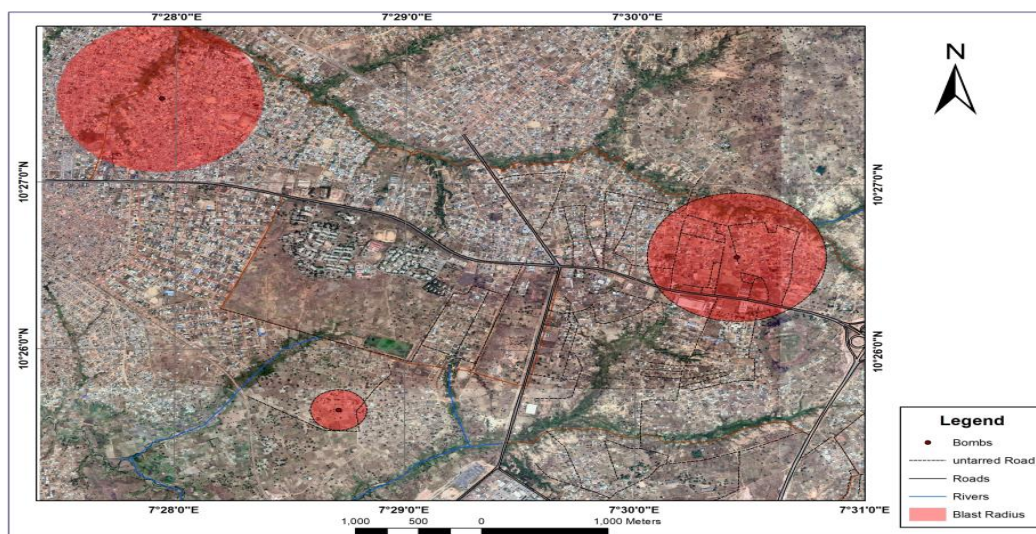 7°28'0"E 7°29'0"E 7°30'0"E
N
10°27'0"N 10°27'0"N
10°26'0"N 10°26'0"N
Legend
Bombs
untarred Road
Roads
Rivers
Blast Radius
7°28'0"E 7°29'0"E 7°30'0"E 7°31'0"E
1,000 500 0 1,000 Meters